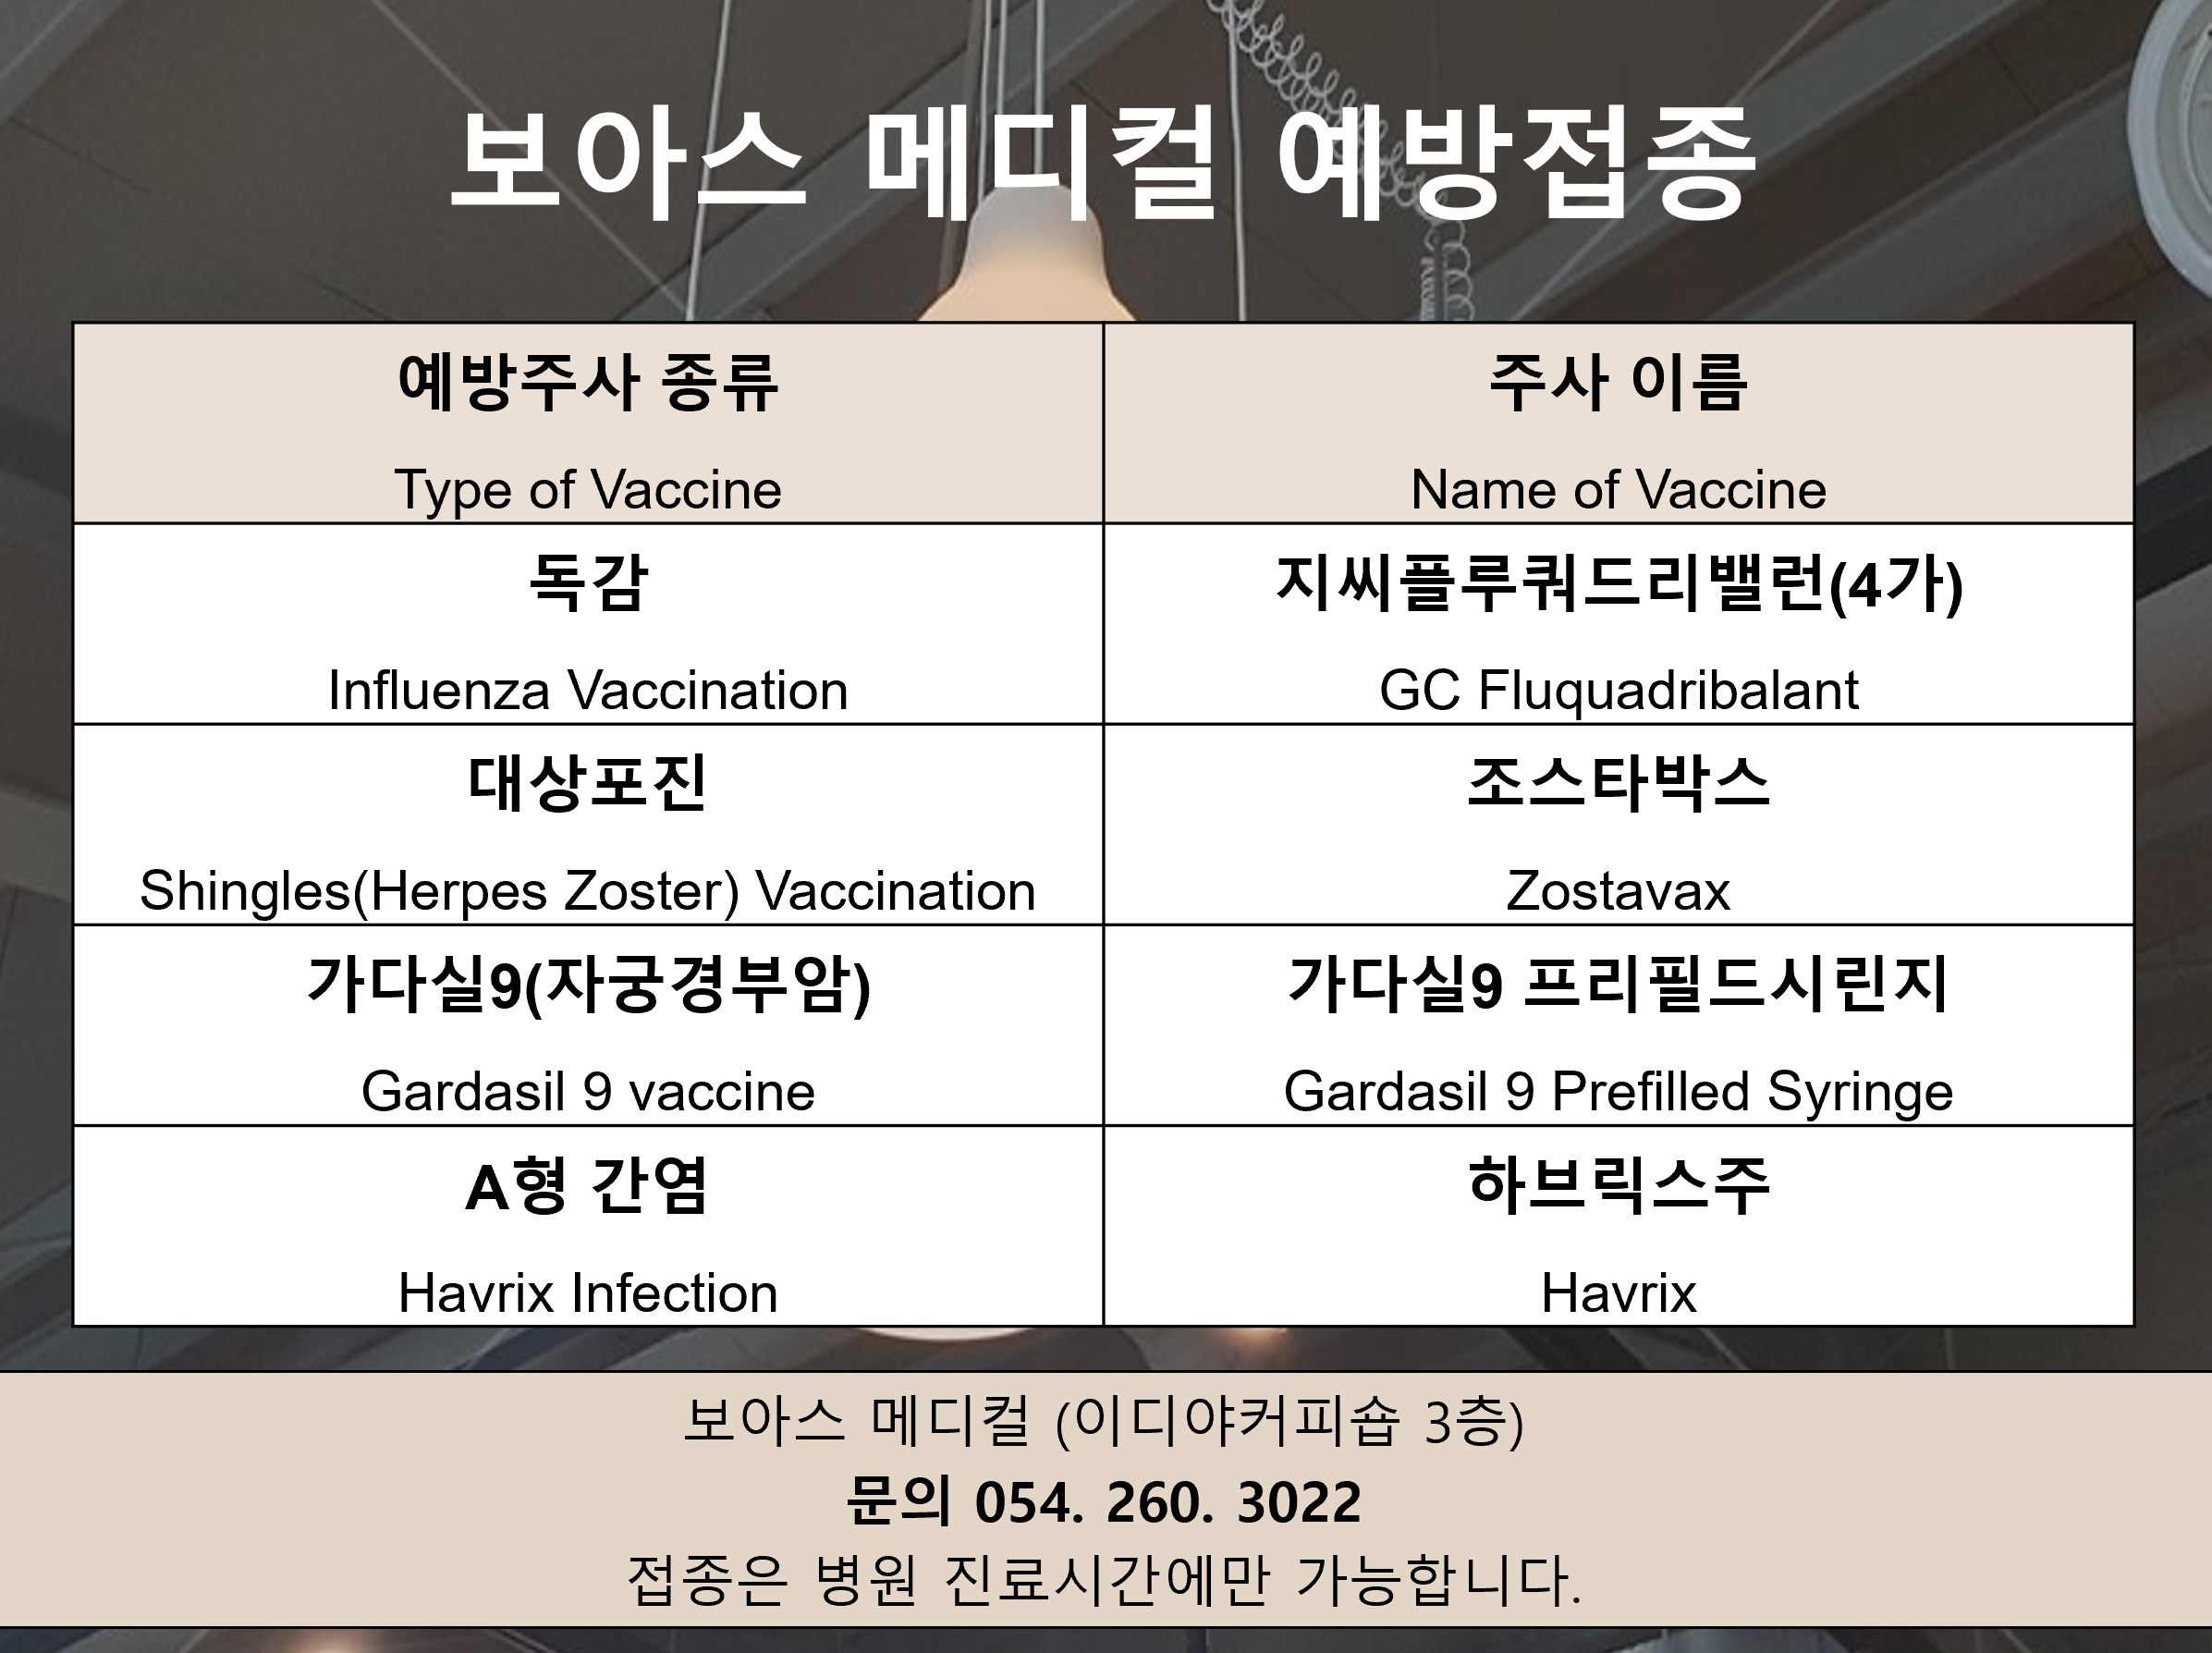 보아스 메디컬 예방접종
예방주사 종류
Type of Vaccine
주사 이름
Name of Vaccine
독감
Influenza Vaccination
지씨플루쿼드리밸런(4가)
GC Fluquadribalant
대상포진
Shingles(Herpes Zoster) Vaccination
조스타박스
Zostavax
가다실9(자궁경부암)
Gardasil 9 vaccine
가다실9 프리필드시린지
Gardasil 9 Prefilled Syringe
A형 간염
Havrix Infection
하브릭스주
Havrix
보아스 메디컬 (이디야커피숍 3층)
문의 054. 260. 3022
접종은 병원 진료시간에만 가능합니다.